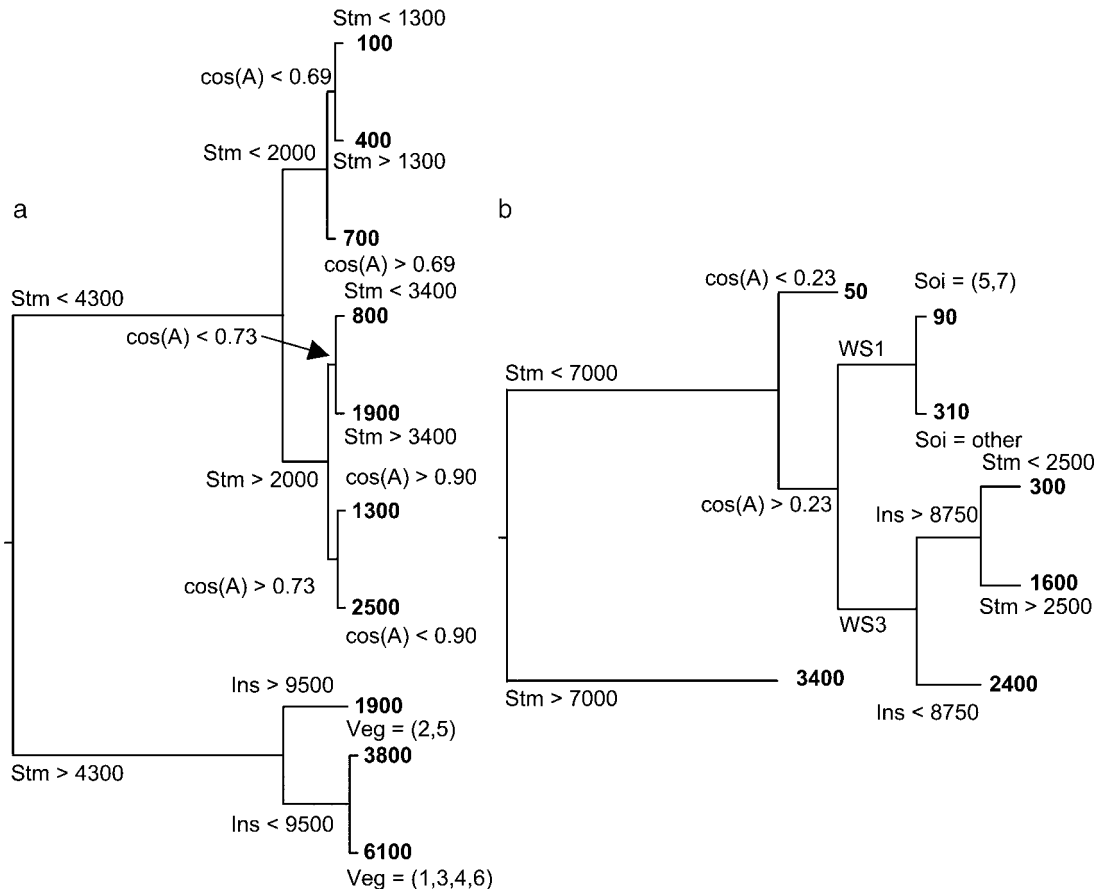 a
Stm < 1300
100
cos(A) < 0.69
400
Stm < 2000
Stm > 1300
700
cos(A) > 0.69
Stm < 4300
Stm < 3400
800
cos(A) < 0.73
1900
Stm > 3400
Stm > 2000
cos(A) > 0.90
1300
cos(A) > 0.73
2500
cos(A) < 0.90
Ins > 9500
1900
Veg = (2,5)
3800
Stm > 4300
Ins < 9500
6100
Veg = (1,3,4,6)
b
cos(A) < 0.23
50
Soi = (5,7)
90
WS1
Stm < 7000
310
Soi = other
Stm < 2500
300
cos(A) > 0.23
Ins > 8750
1600
Stm > 2500
WS3
3400
2400
Stm > 7000
Ins < 8750